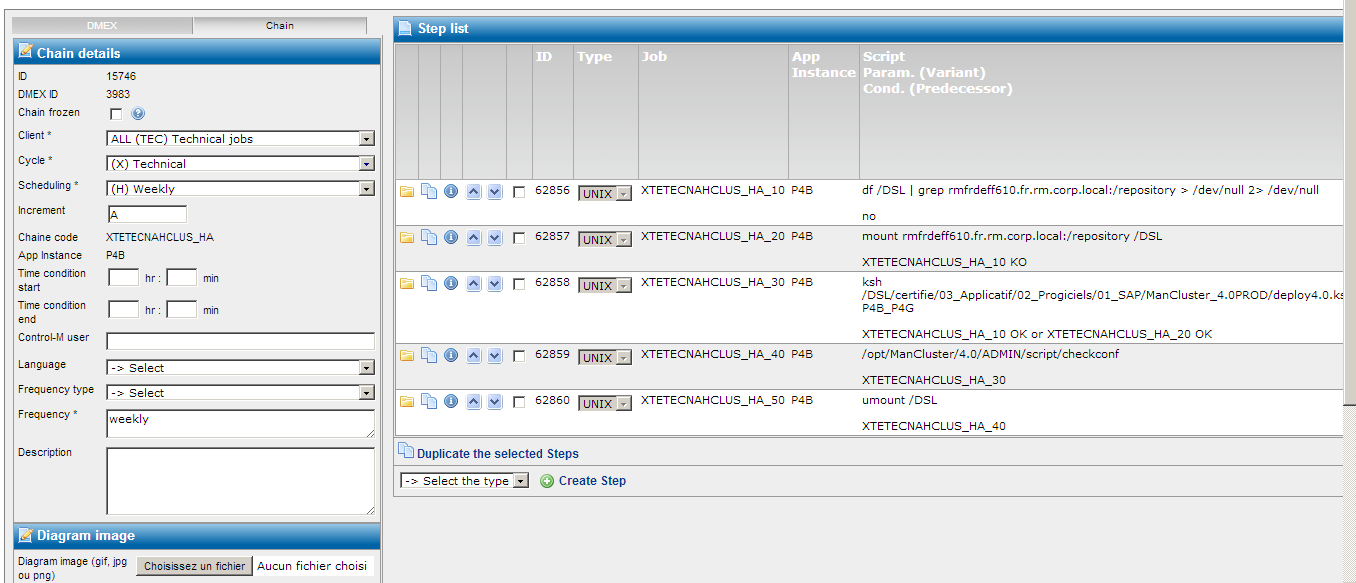 DMEX
Chain
Chain details
ID 15746
DMEX ID 3983
Chain frozen
Client * ALL (TEC) Technical jobs
Cycle * (X) Technical
Scheduling * (H) Weekly
Increment A
Chaine code XTETECNAHCLUS_HA
App Instance P4B
Time condition start hr : min
Time condition end hr : min
Control-M user
Language -> Select
Frequency type -> Select
Frequency * weekly
Description
Diagram image
Diagram image (gif, jpg ou png) Choisissez un fichier Aucun fichier choisi
Step list
ID Type Job App Instance Script
Param. (Variant)
Cond. (Predecessor)
62856 UNIX XTETECNAHCLUS_HA_10 P4B df /DSL | grep rmfrdeff610.fr.rm.corp.local:/repository > /dev/null 2> /dev/null
no
62857 UNIX XTETECNAHCLUS_HA_20 P4B mount rmfrdeff610.fr.rm.corp.local:/repository /DSL
XTETECNAHCLUS_HA_10 KO
62858 UNIX XTETECNAHCLUS_HA_30 P4B ksh
/DSL/certifie/03_Applicatif/02_Progiciels/01_SAP/ManCluster_4.0PROD/deploy4.0.ks
P4B_P4G
XTETECNAHCLUS_HA_10 OK or XTETECNAHCLUS_HA_20 OK
62859 UNIX XTETECNAHCLUS_HA_40 P4B /opt/ManCluster/4.0/ADMIN/script/checkconf
XTETECNAHCLUS_HA_30
62860 UNIX XTETECNAHCLUS_HA_50 P4B umount /DSL
XTETECNAHCLUS_HA_40
Duplicate the selected Steps
-> Select the type Create Step